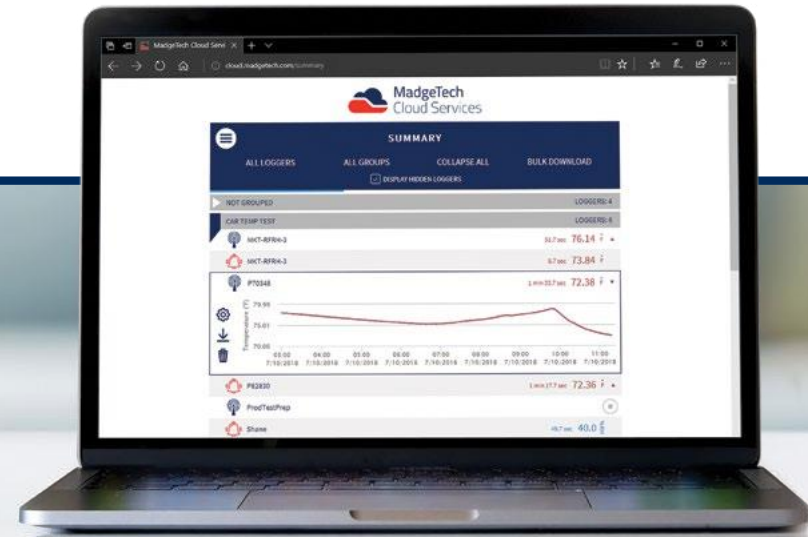 MadgeTech Cloud Servi
cloud.madgetech.com/summary
MadgeTech
Cloud Services
SUMMARY
ALL LOGGERS ALL GROUPS COLLAPSE ALL BULK DOWNLOAD
DISPLAY HIDDEN LOGGERS
NOT GROUPED LOGGERS: 4
CAR TEMP TEST
MKT-RFRH-3 76.14 °F
MKT-RFRH-3 73.84 °F
P70348 72.38 °F
Temperature (°F)
79.99
75.01
70.06
03:00 04:00 05:00 06:00 07:00 08:00 09:00 10:00 11:00
7/10/2018 7/10/2018 7/10/2018 7/10/2018 7/10/2018 7/10/2018 7/10/2018 7/10/2018 7/10/2018
P82830 72.36 °F
ProdTestPrep
Shane 40.0